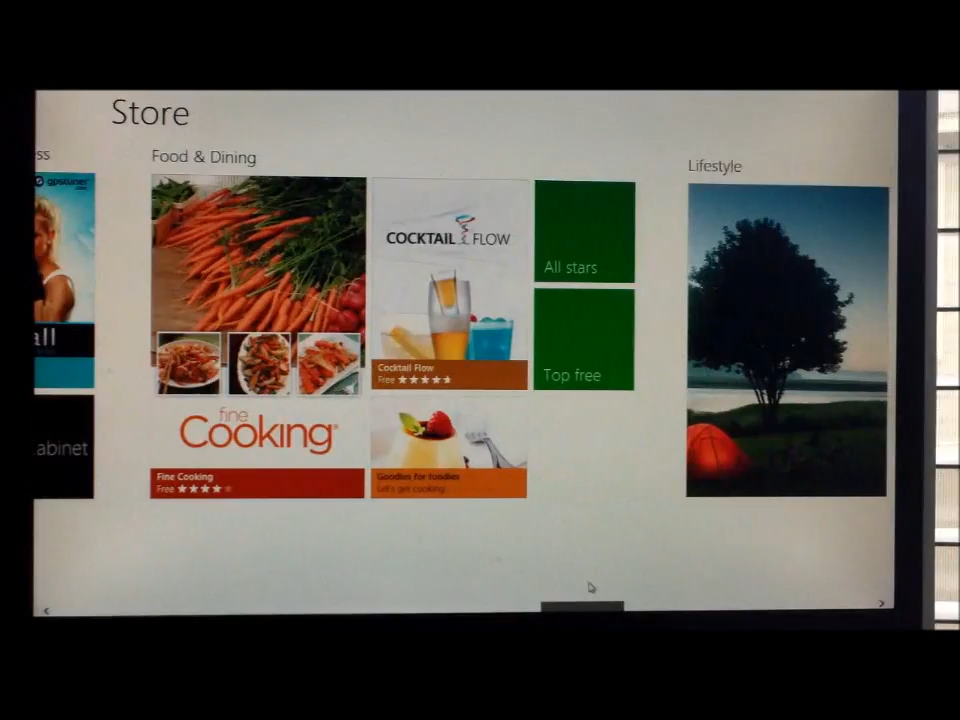 Store
ss
Food & Dining
Lifestyle
gpstuner
COCKTAIL FLOW
All stars
all
Cocktail Flow
Free
Top free
fine
Cooking
abinet
Fine Cooking
Free
Goodies for foodies
Let's get cooking